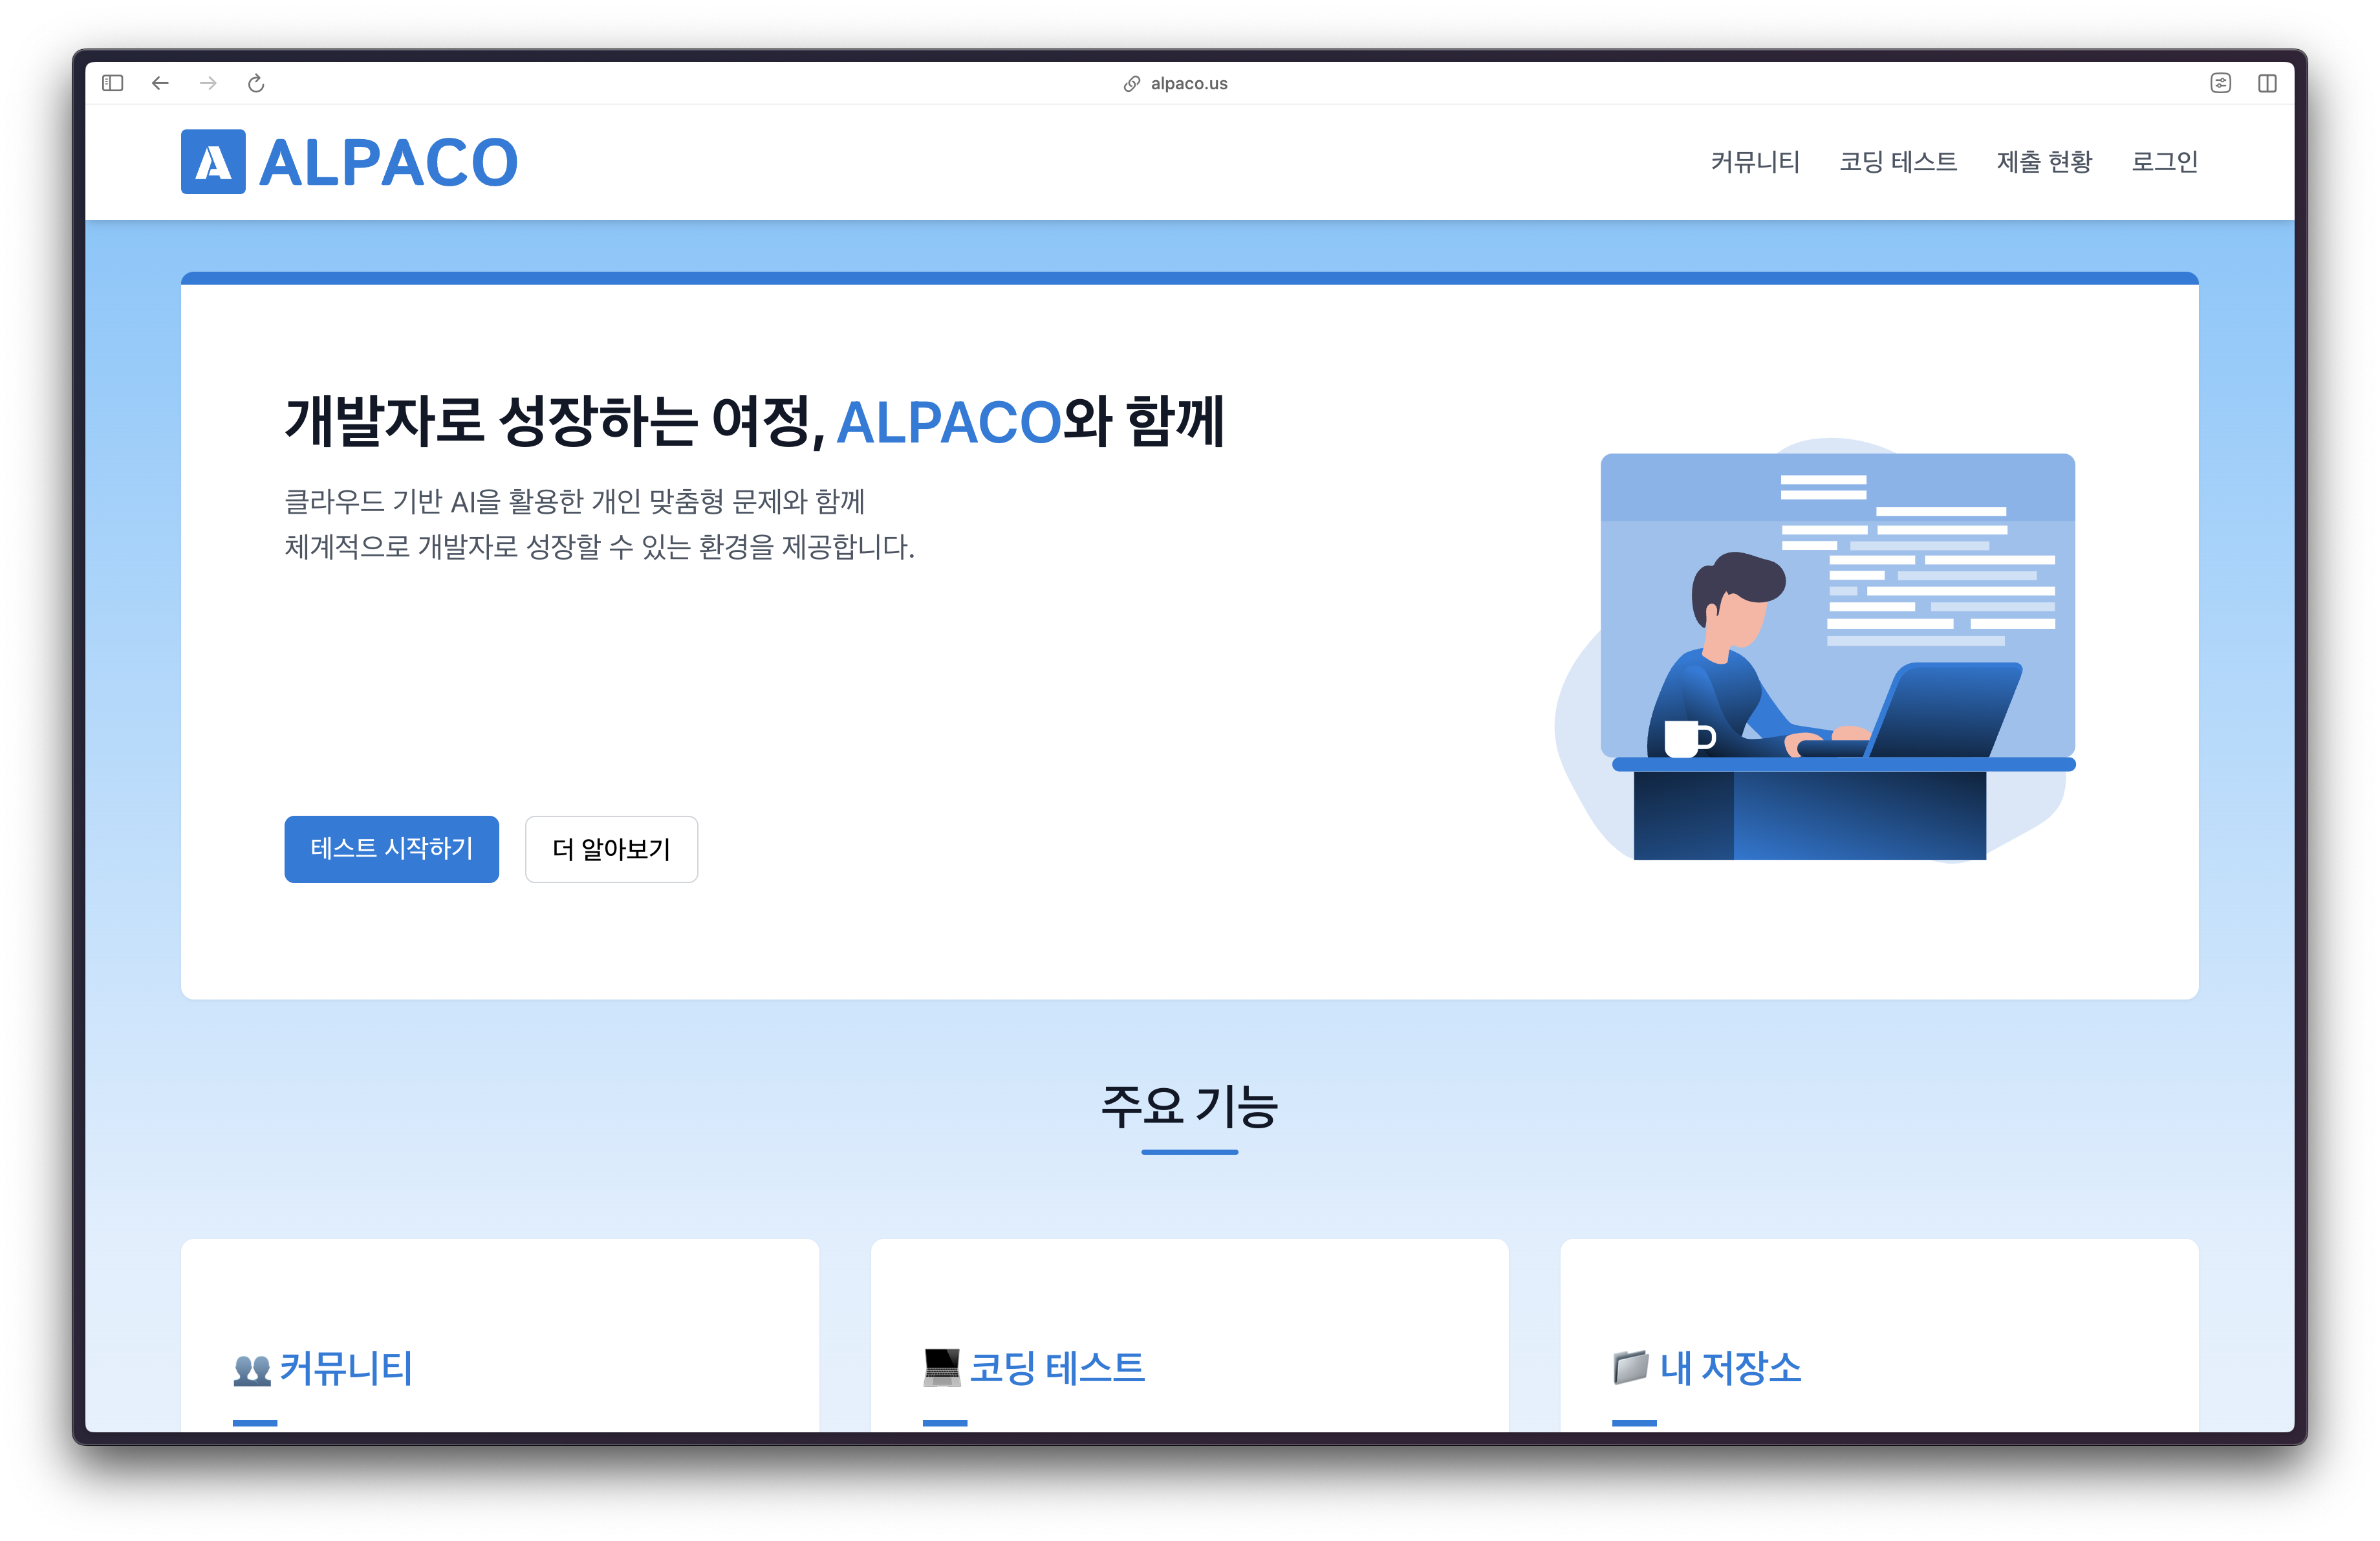 alpaco.us
A ALPACO
커뮤니티 코딩 테스트 제출 현황 로그인
개발자로 성장하는 여정, ALPACO와 함께
클라우드 기반 AI을 활용한 개인 맞춤형 문제와 함께
체계적으로 개발자로 성장할 수 있는 환경을 제공합니다.
테스트 시작하기 더 알아보기
주요 기능
커뮤니티
코딩 테스트
내 저장소